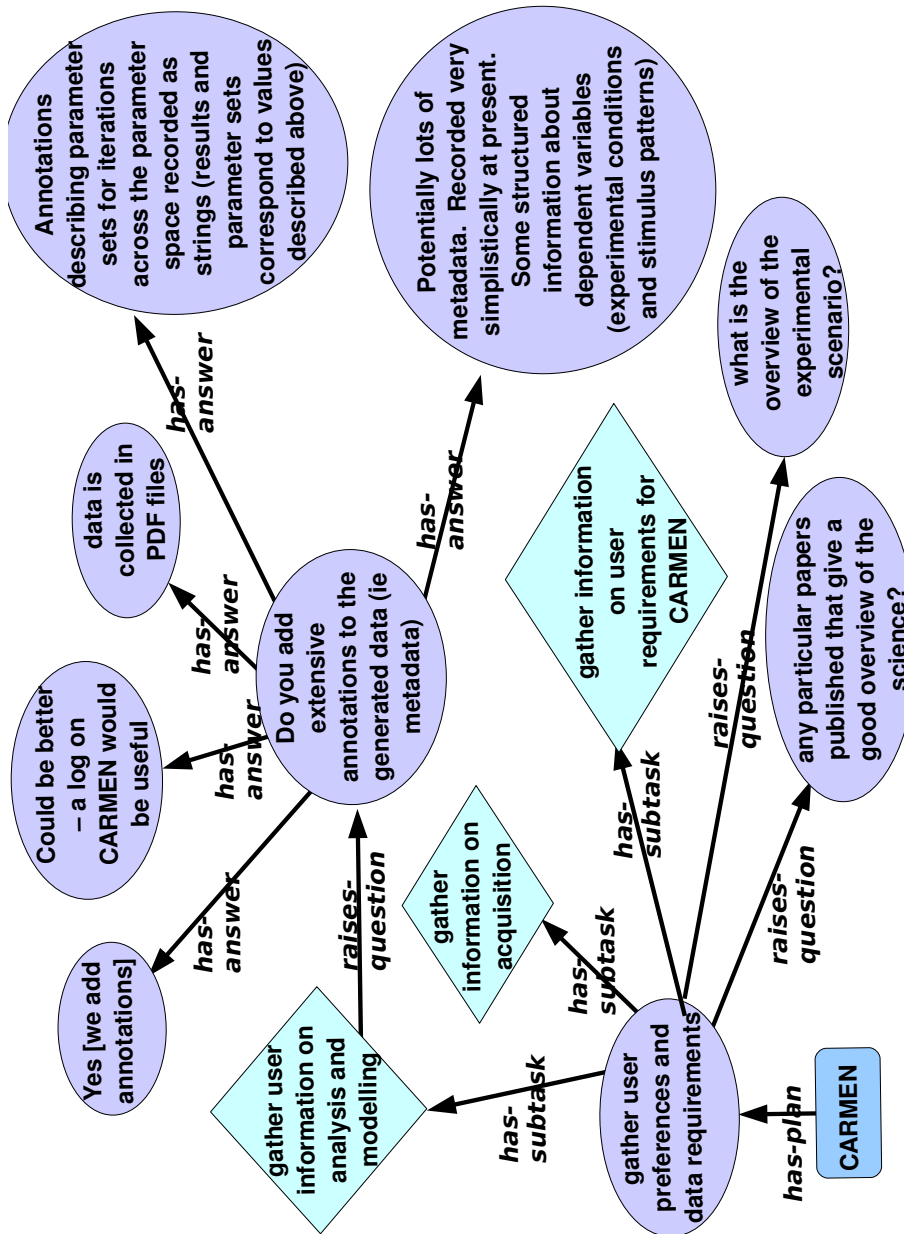 CARMEN
has-plan
gather user
preferences and
data requirements
has-
subtask
has-
subtask
has-
subtask
raises-
question
raises-
question
gather user
information on
analysis and
modelling
gather
information on
acquisition
gather information
on user
requirements for
CARMEN
any particular papers
published that give a
good overview of the
science?
what is the
overview of the
experimental
scenario?
raises-
question
Do you add
extensive
annotations to the
generated data (ie
metadata)
has-
answer
has-
answer
has-
answer
has-
answer
has-
answer
Yes [we add
annotations]
Could be better
– a log on
CARMEN would
be useful
data is
collected in
PDF files
Annotations
describing parameter
sets for iterations
across the parameter
space recorded as
strings (results and
parameter sets
correspond to values
described above)
Potentially lots of
metadata. Recorded very
simplistically at present.
Some structured
information about
dependent variables
(experimental conditions
and stimulus patterns)